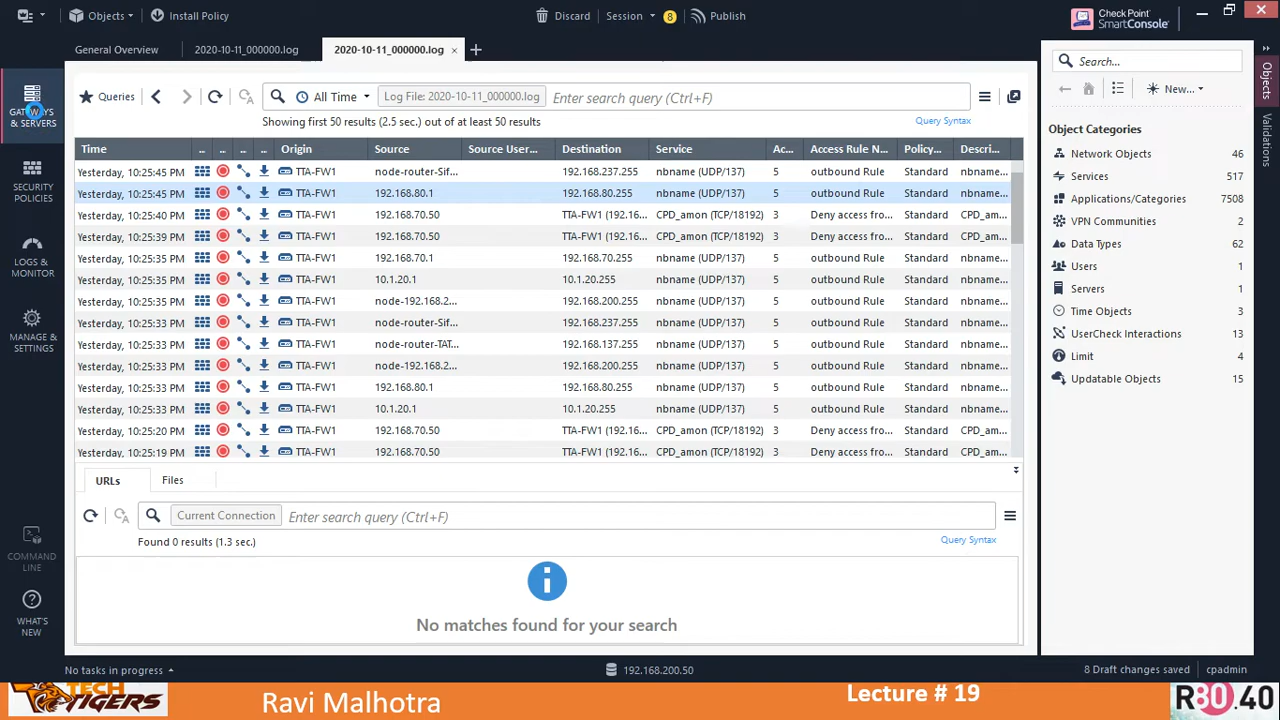 Objects Install Policy Discard Session 8 Publish Check Point SmartConsole
General Overview 2020-10-11_000000.log 2020-10-11_000000.log
GATEWAYS & SERVERS
SECURITY POLICIES
LOGS & MONITOR
MANAGE & SETTINGS
COMMAND LINE
WHAT'S NEW
Queries All Time Log File: 2020-10-11_000000.log Enter search query (Ctrl+F)
Showing first 50 results (2.5 sec.) out of at least 50 results Query Syntax
Time .. .. .. .. Origin Source Source User... Destination Service Ac... Access Rule N... Policy... Descri...
Yesterday, 10:25:45 PM TTA-FW1 node-router-Sif... 192.168.237.255 nbname (UDP/137) 5 outbound Rule Standard nbname...
Yesterday, 10:25:45 PM TTA-FW1 192.168.80.1 192.168.80.255 nbname (UDP/137) 5 outbound Rule Standard nbname...
Yesterday, 10:25:40 PM TTA-FW1 192.168.70.50 TTA-FW1 (192.16... CPD_amon (TCP/18192) 3 Deny access fro... Standard CPD_am...
Yesterday, 10:25:39 PM TTA-FW1 192.168.70.50 TTA-FW1 (192.16... CPD_amon (TCP/18192) 3 Deny access fro... Standard CPD_am...
Yesterday, 10:25:35 PM TTA-FW1 192.168.70.1 192.168.70.255 nbname (UDP/137) 5 outbound Rule Standard nbname...
Yesterday, 10:25:35 PM TTA-FW1 10.1.20.1 10.1.20.255 nbname (UDP/137) 5 outbound Rule Standard nbname...
Yesterday, 10:25:35 PM TTA-FW1 node-192.168.2... 192.168.200.255 nbname (UDP/137) 5 outbound Rule Standard nbname...
Yesterday, 10:25:33 PM TTA-FW1 node-router-Sif... 192.168.237.255 nbname (UDP/137) 5 outbound Rule Standard nbname...
Yesterday, 10:25:33 PM TTA-FW1 node-router-TAT... 192.168.137.255 nbname (UDP/137) 5 outbound Rule Standard nbname...
Yesterday, 10:25:33 PM TTA-FW1 node-192.168.2... 192.168.200.255 nbname (UDP/137) 5 outbound Rule Standard nbname...
Yesterday, 10:25:33 PM TTA-FW1 192.168.80.1 192.168.80.255 nbname (UDP/137) 5 outbound Rule Standard nbname...
Yesterday, 10:25:33 PM TTA-FW1 10.1.20.1 10.1.20.255 nbname (UDP/137) 5 outbound Rule Standard nbname...
Yesterday, 10:25:20 PM TTA-FW1 192.168.70.50 TTA-FW1 (192.16... CPD_amon (TCP/18192) 3 Deny access fro... Standard CPD_am...
Yesterday, 10:25:19 PM TTA-FW1 192.168.70.50 TTA-FW1 (192.16... CPD_amon (TCP/18192) 3 Deny access fro... Standard CPD_am...
URLs Files
Current Connection Enter search query (Ctrl+F)
Found 0 results (1.3 sec.) Query Syntax
No matches found for your search
Search...
New...
Object Categories
Network Objects 46
Services 517
Applications/Categories 7508
VPN Communities 2
Data Types 62
Users 1
Servers 1
Time Objects 3
UserCheck Interactions 13
Limit 4
Updatable Objects 15
Objects
Validations
No tasks in progress 192.168.200.50 8 Draft changes saved cpadmin
TECH TIGERS Ravi Malhotra Lecture # 19 R80.40